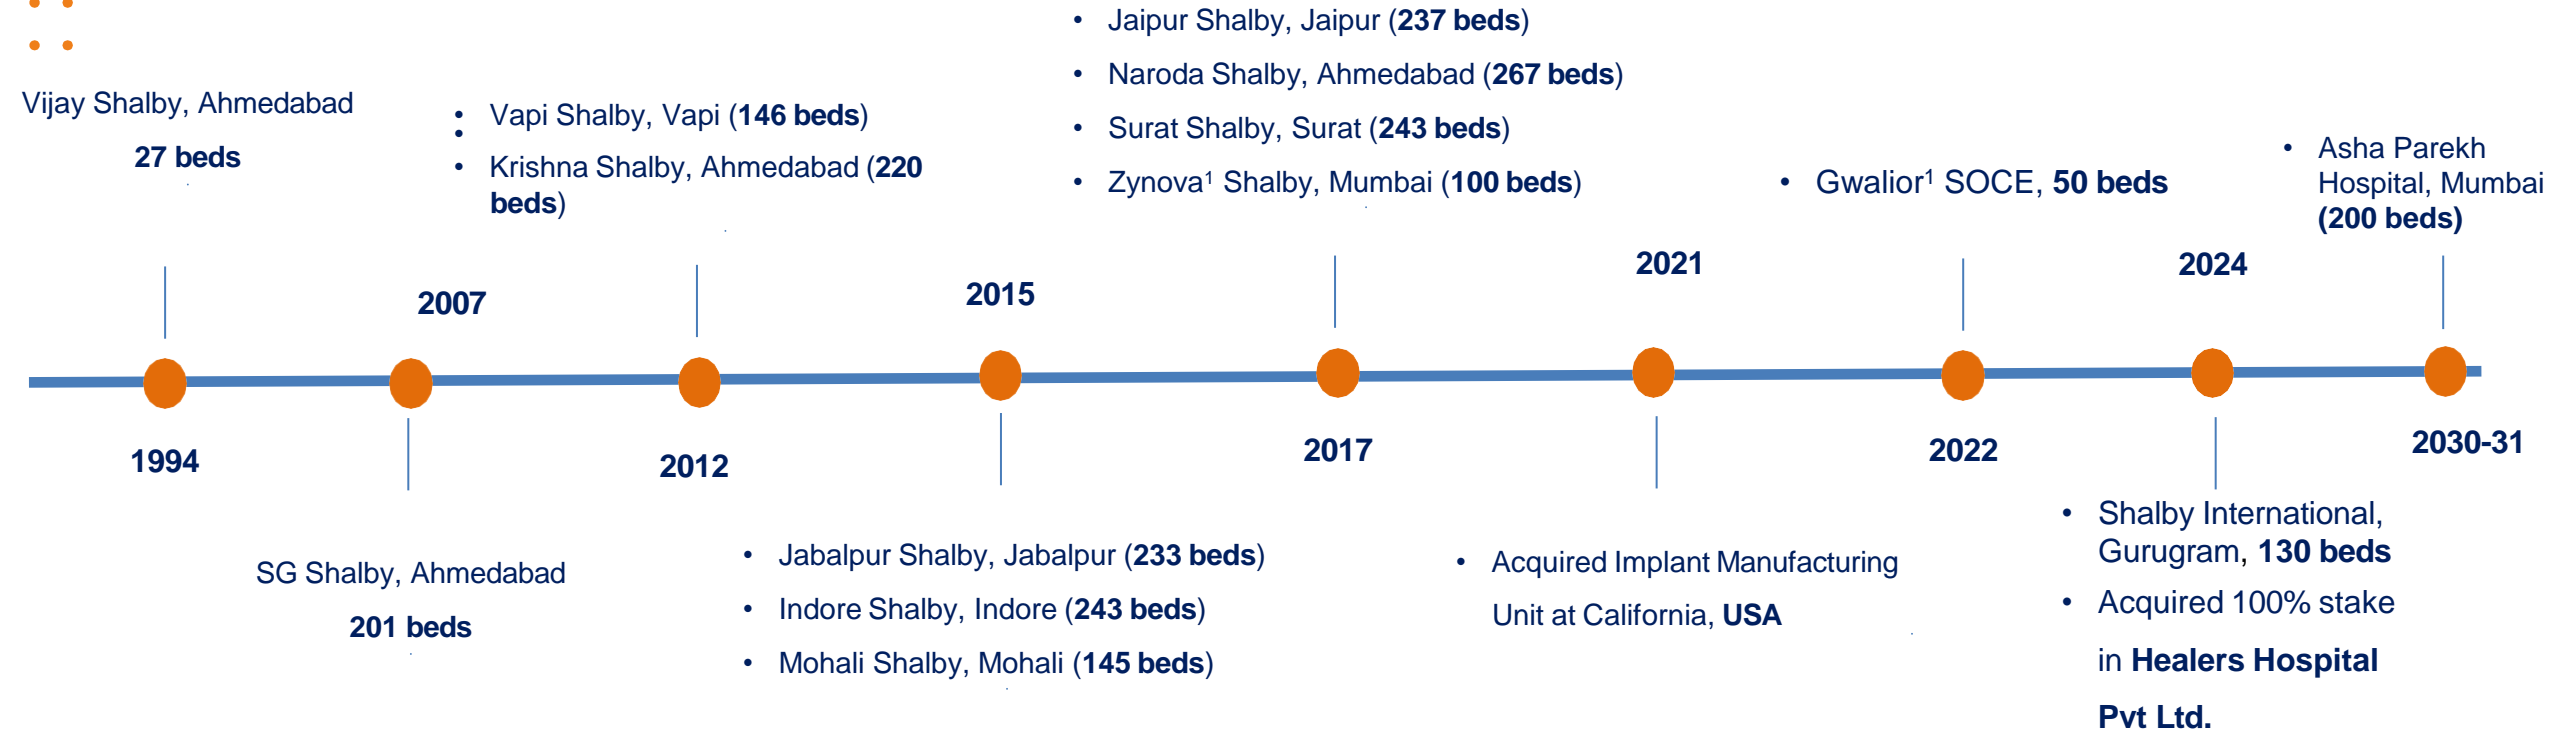 Vijay Shalby, Ahmedabad
27 beds
1994
2007
SG Shalby, Ahmedabad
201 beds
• Vapi Shalby, Vapi (146 beds)
•
• Krishna Shalby, Ahmedabad (220
beds)
2012
2015
• Jabalpur Shalby, Jabalpur (233 beds)
• Indore Shalby, Indore (243 beds)
• Mohali Shalby, Mohali (145 beds)
• Jaipur Shalby, Jaipur (237 beds)
• Naroda Shalby, Ahmedabad (267 beds)
• Surat Shalby, Surat (243 beds)
• Zynova¹ Shalby, Mumbai (100 beds)
2017
2021
• Acquired Implant Manufacturing
Unit at California, USA
• Gwalior¹ SOCE, 50 beds
2022
2024
• Shalby International,
Gurugram, 130 beds
• Acquired 100% stake
in Healers Hospital
Pvt Ltd.
• Asha Parekh
Hospital, Mumbai
(200 beds)
2030-31